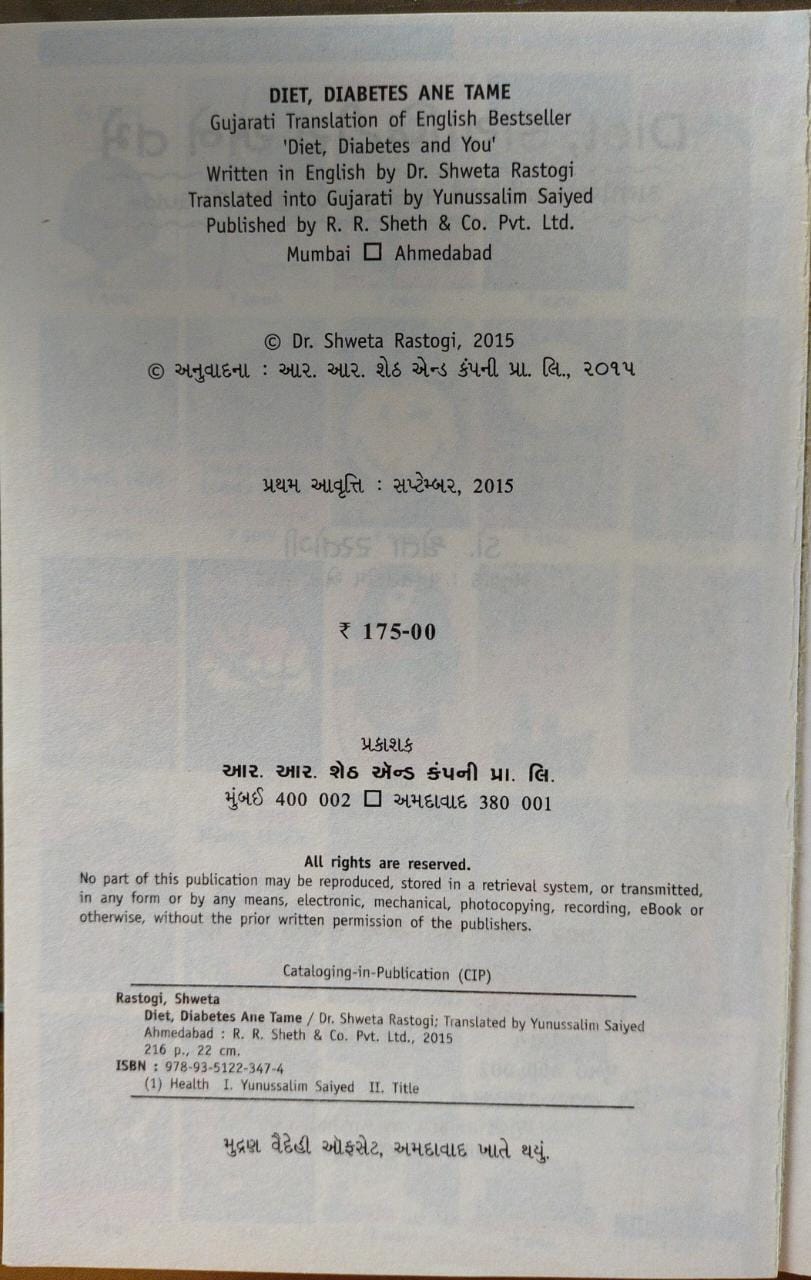 DIET, DIABETES ANE TAME
Gujarati Translation of English Bestseller
'Diet, Diabetes and You'
Written in English by Dr. Shweta Rastogi
Translated into Gujarati by Yunussalim Saiyed
Published by R. R. Sheth & Co. Pvt. Ltd.
Mumbai □ Ahmedabad
© Dr. Shweta Rastogi, 2015
© અનુવાદના : આર. આર. શેઠ એન્ડ કંપની પ્રા. લિ., ૨૦૧૫
પ્રથમ આવૃત્તિ : સપ્ટેમ્બર, 2015
₹ 175-00
પ્રકાશક
આર. આર. શેઠ ઍન્ડ કંપની પ્રા. લિ.
મુંબઈ 400 002 □ અમદાવાદ 380 001
All rights are reserved.
No part of this publication may be reproduced, stored in a retrieval system, or transmitted,
in any form or by any means, electronic, mechanical, photocopying, recording, eBook or
otherwise, without the prior written permission of the publishers.
Cataloging-in-Publication (CIP)
Rastogi, Shweta
Diet, Diabetes Ane Tame / Dr. Shweta Rastogi; Translated by Yunussalim Saiyed
Ahmedabad : R. R. Sheth & Co. Pvt. Ltd., 2015
216 p., 22 cm.
ISBN : 978-93-5122-347-4
(1) Health I. Yunussalim Saiyed II. Title
મુદ્રણ વૈદેહી ઑફસેટ, અમદાવાદ ખાતે થયું.